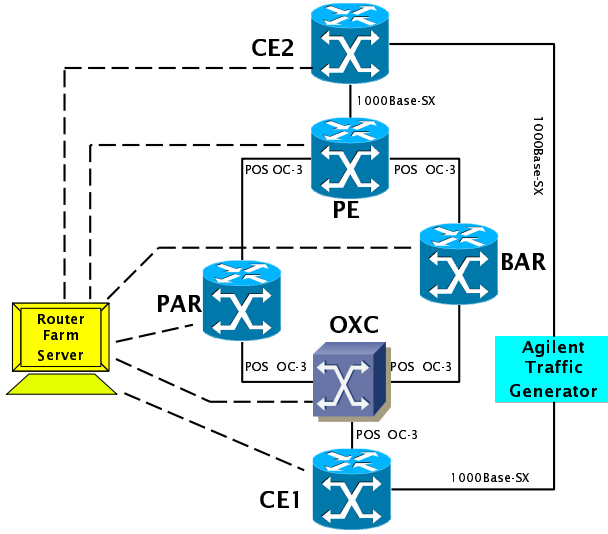 CE2
1000Base-SX
POS OC-3
POS OC-3
PE
1000Base-SX
BAR
PAR
Router
Farm
Server
OXC
Agilent
Traffic
Generator
POS OC-3
POS OC-3
POS OC-3
CE1
1000Base-SX